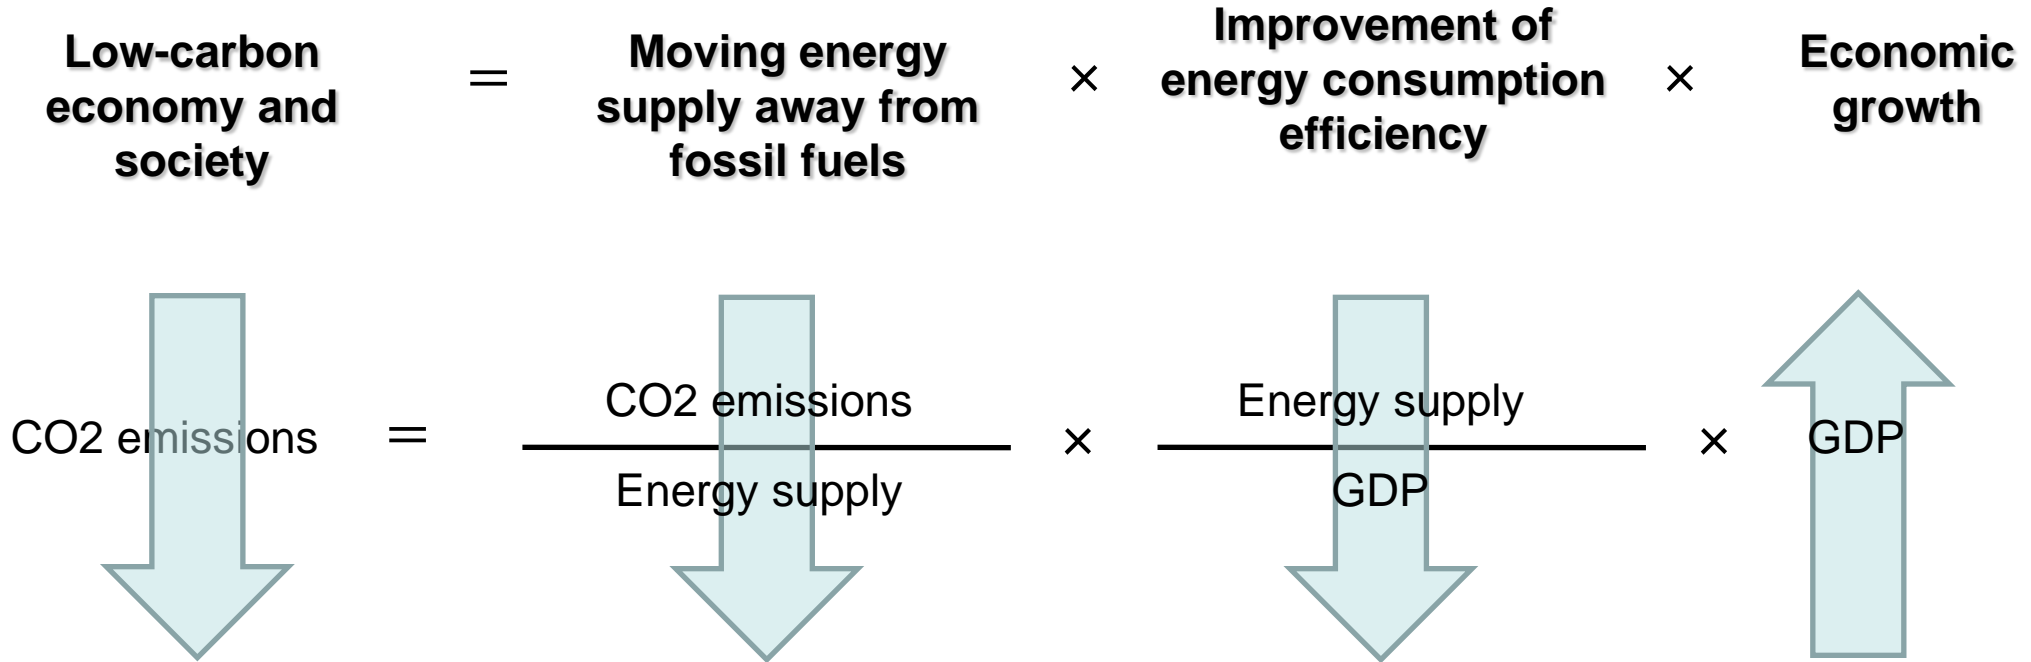 Low-carbon
economy and
society
=
Moving energy
supply away from
fossil fuels
×
Improvement of
energy consumption
efficiency
×
Economic
growth
CO2 emissions
=
CO2 emissions
Energy supply
×
Energy supply
GDP
×
GDP